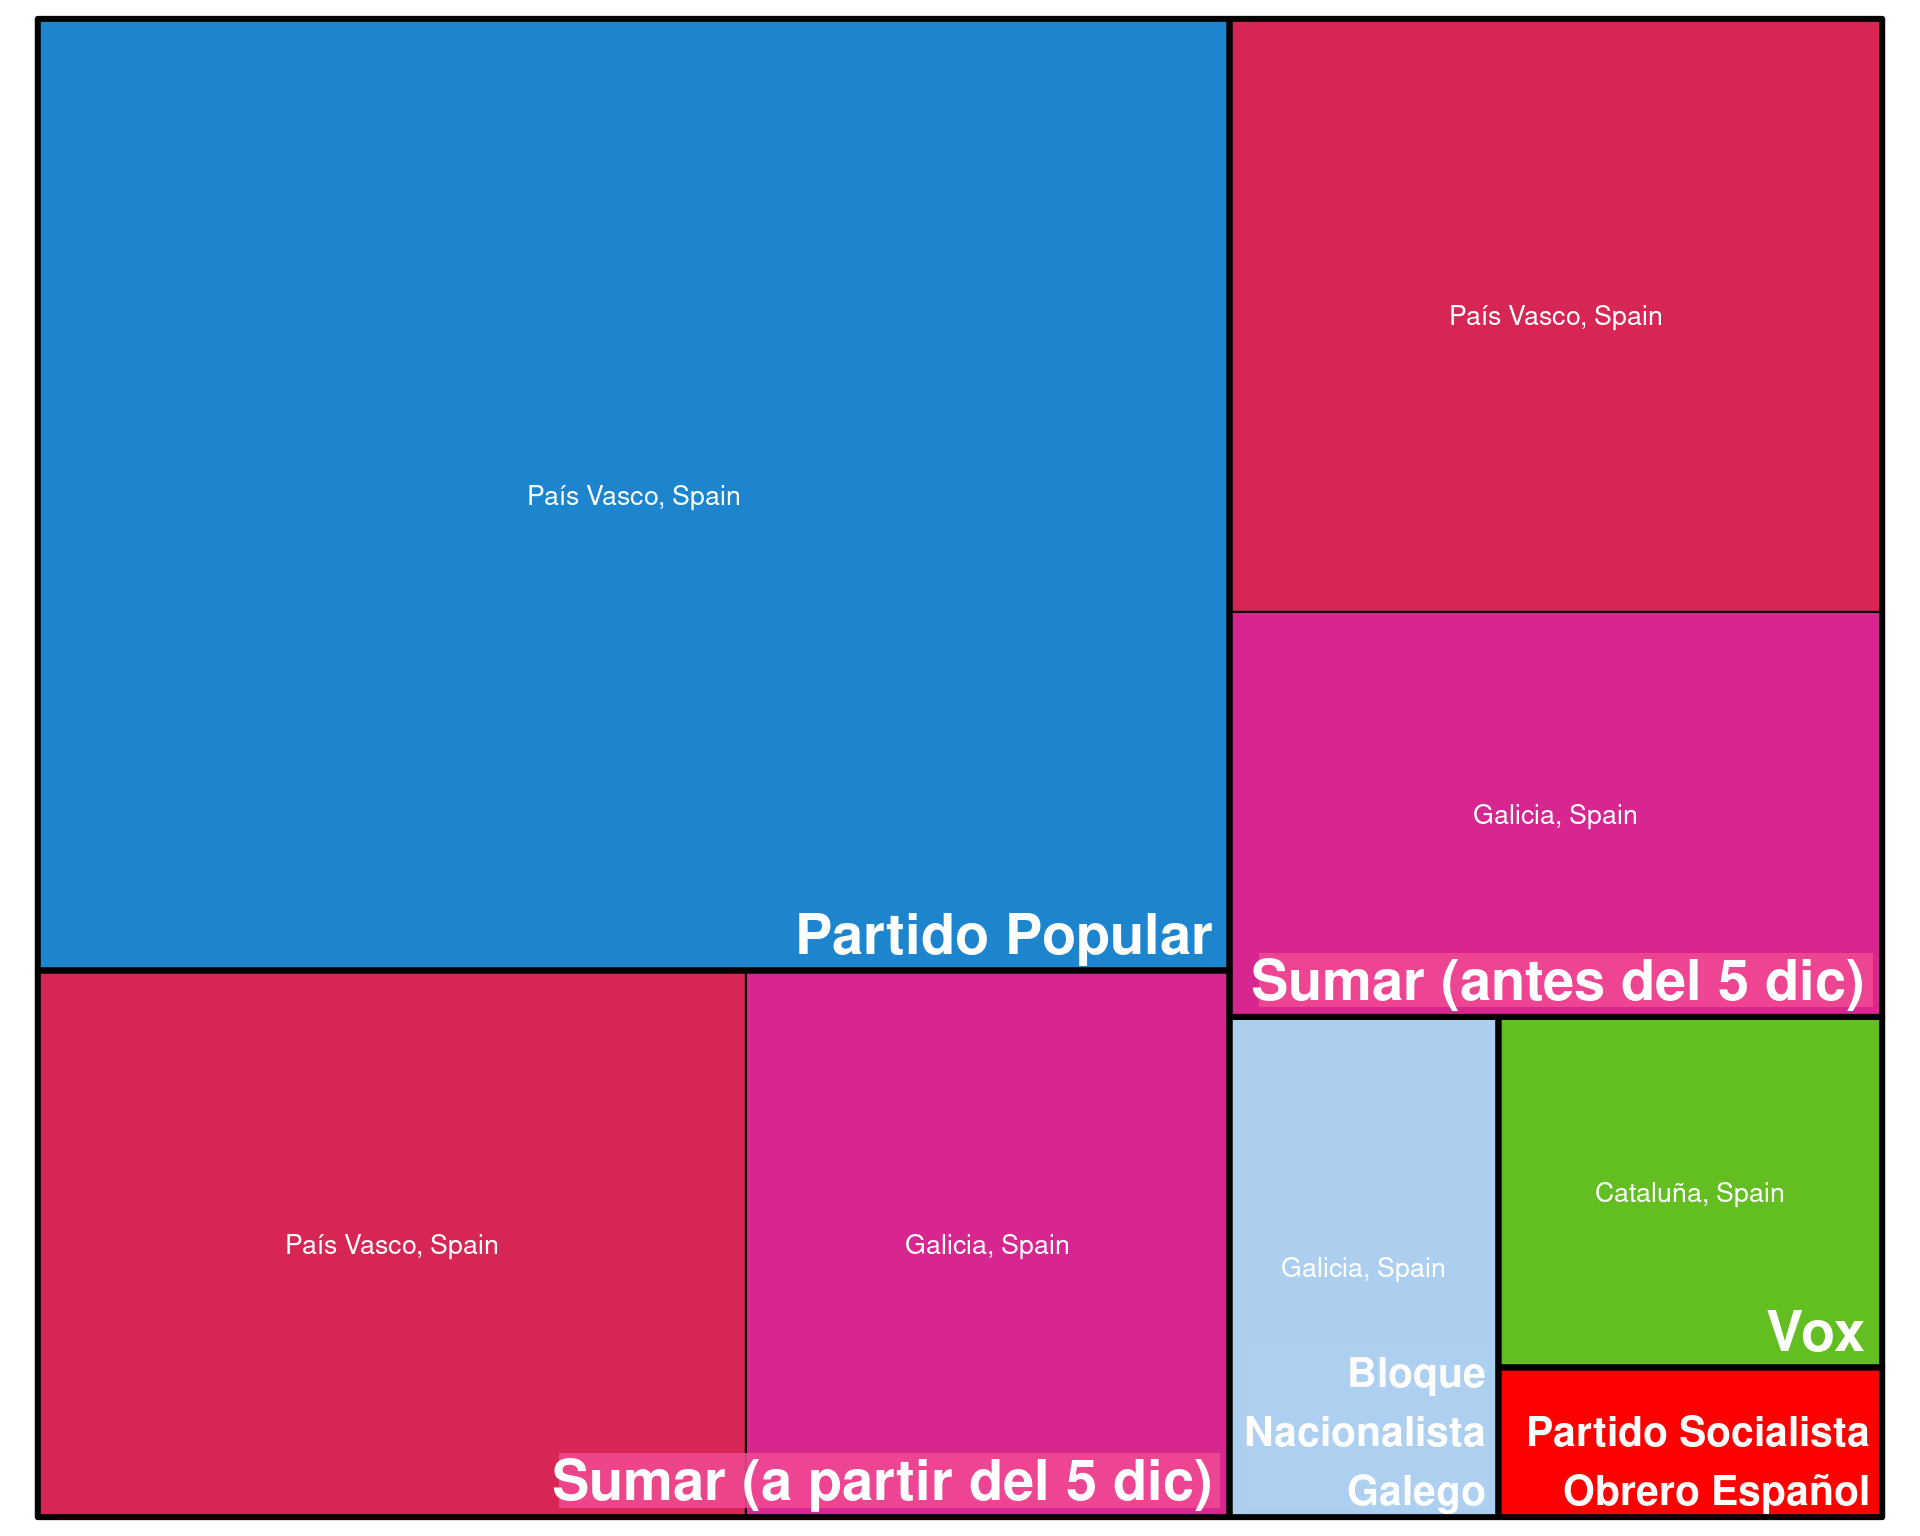 País Vasco, Spain
Partido Popular
País Vasco, Spain
Galicia, Spain
Sumar (antes del 5 dic)
País Vasco, Spain
Galicia, Spain
Sumar (a partir del 5 dic)
Galicia, Spain
Bloque
Nacionalista
Galego
Cataluña, Spain
Vox
Partido Socialista
Obrero Español